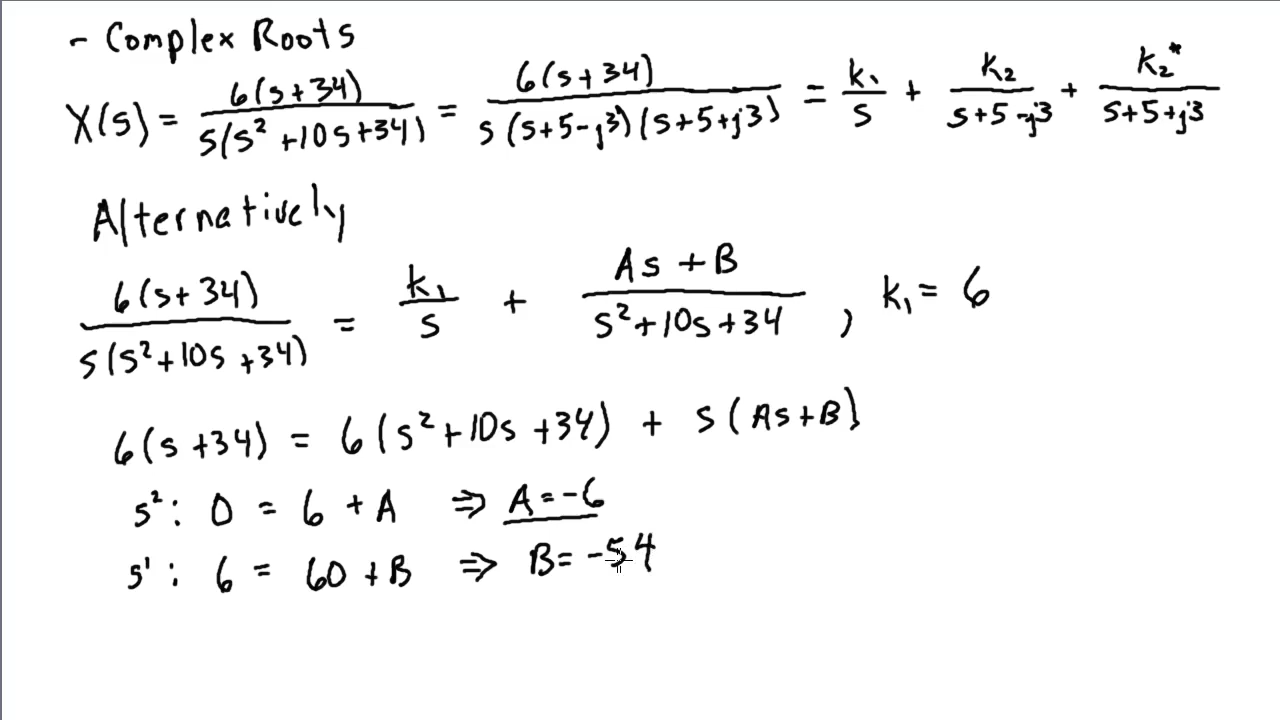 - Complex Roots
X(s) = 6(s+34) / s(s²+10s+34) = 6(s+34) / s(s+5-j3)(s+5+j3) = k₁/s + k₂/(s+5-j3) + k₂*/(s+5+j3)
Alternatively
6(s+34) / s(s²+10s+34) = k₁/s + (As+B)/(s²+10s+34) , k₁ = 6
6(s+34) = 6(s²+10s+34) + s(As+B)
s²: 0 = 6 + A ⇒ A = -6
s¹: 6 = 60 + B ⇒ B = -54